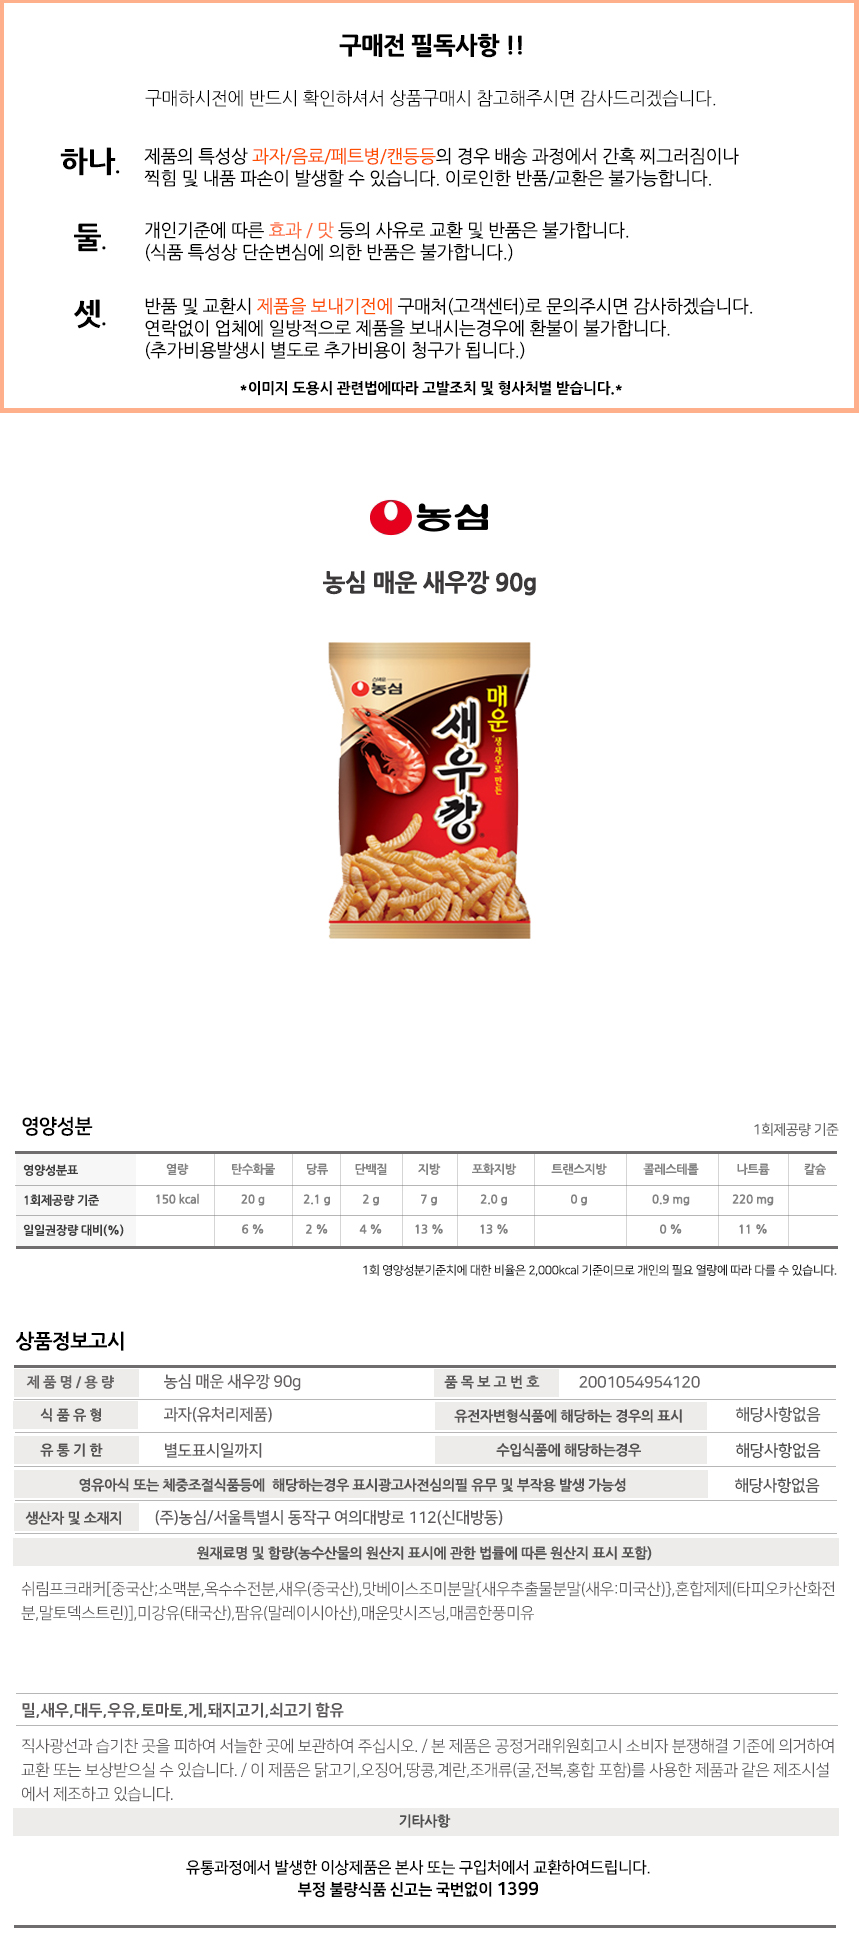 구매전 필독사항 !!
구매하시전에 반드시 확인하셔서 상품구매시 참고해주시면 감사드리겠습니다.
하나. 제품의 특성상 과자/음료/페트병/캔등등의 경우 배송 과정에서 간혹 찌그러짐이나
찍힘 및 내품 파손이 발생할 수 있습니다. 이로인한 반품/교환은 불가능합니다.
둘. 개인기준에 따른 효과 / 맛 등의 사유로 교환 및 반품은 불가합니다.
(식품 특성상 단순변심에 의한 반품은 불가합니다.)
셋. 반품 및 교환시 제품을 보내기전에 구매처(고객센터)로 문의주시면 감사하겠습니다.
연락없이 업체에 일방적으로 제품을 보내시는경우에 환불이 불가합니다.
(추가비용발생시 별도로 추가비용이 청구가 됩니다.)
*이미지 도용시 관련법에따라 고발조치 및 형사처벌 받습니다.*
농심
농심 매운 새우깡 90g
농심
매운
새우깡
생새우로 만든
영양성분
1회제공량 기준
영양성분표 열량 탄수화물 당류 단백질 지방 포화지방 트랜스지방 콜레스테롤 나트륨 칼슘
1회제공량 기준 150 kcal 20 g 2.1 g 2 g 7 g 2.0 g 0 g 0.9 mg 220 mg
일일권장량 대비(%) 6 % 2 % 4 % 13 % 13 % 0 % 11 %
1회 영양성분기준치에 대한 비율은 2,000kcal 기준이므로 개인의 필요 열량에 따라 다를 수 있습니다.
상품정보고시
제 품 명 / 용 량 농심 매운 새우깡 90g 품 목 보 고 번 호 2001054954120
식 품 유 형 과자(유처리제품) 유전자변형식품에 해당하는 경우의 표시 해당사항없음
유 통 기 한 별도표시일까지 수입식품에 해당하는경우 해당사항없음
영유아식 또는 체중조절식품등에 해당하는경우 표시광고사전심의필 유무 및 부작용 발생 가능성 해당사항없음
생산자 및 소재지 (주)농심/서울특별시 동작구 여의대방로 112(신대방동)
원재료명 및 함량(농수산물의 원산지 표시에 관한 법률에 따른 원산지 표시 포함)
쉬림프크래커[중국산;소맥분,옥수수전분,새우(중국산),맛베이스조미분말{새우추출물분말(새우:미국산)},혼합제제(타피오카산화전
분,말토덱스트린)],미강유(태국산),팜유(말레이시아산),매운맛시즈닝,매콤한풍미유
밀,새우,대두,우유,토마토,게,돼지고기,쇠고기 함유
직사광선과 습기찬 곳을 피하여 서늘한 곳에 보관하여 주십시오. / 본 제품은 공정거래위원회고시 소비자 분쟁해결 기준에 의거하여
교환 또는 보상받으실 수 있습니다. / 이 제품은 닭고기,오징어,땅콩,계란,조개류(굴,전복,홍합 포함)를 사용한 제품과 같은 제조시설
에서 제조하고 있습니다.
기타사항
유통과정에서 발생한 이상제품은 본사 또는 구입처에서 교환하여드립니다.
부정 불량식품 신고는 국번없이 1399